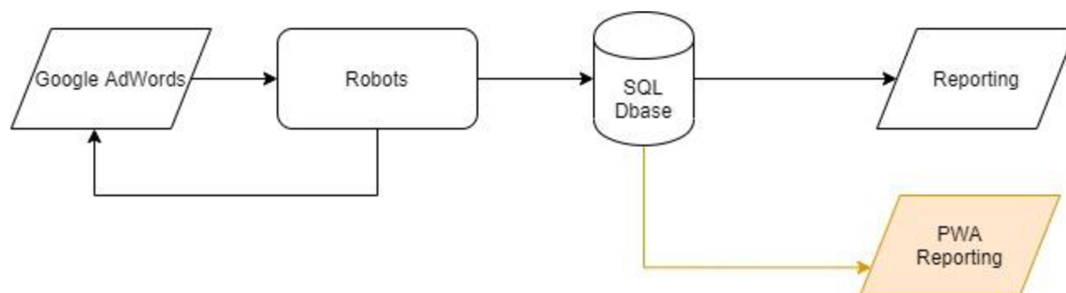 Google AdWords
Robots
SQL
Dbase
Reporting
PWA
Reporting